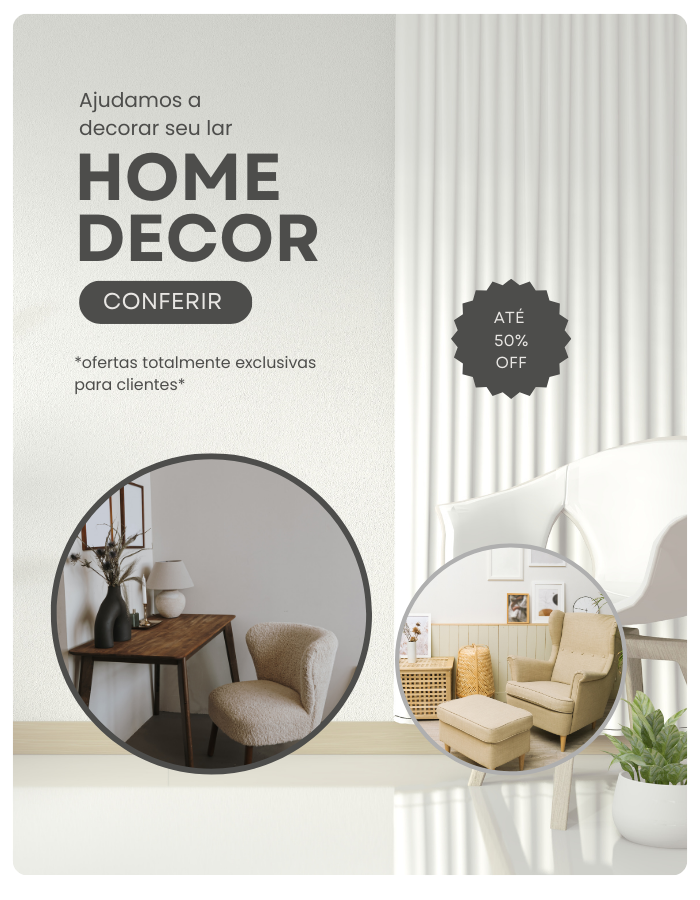 Ajudamos a
decorar seu lar
HOME
DECOR
CONFERIR
*ofertas totalmente exclusivas
para clientes*
ATÉ
50%
OFF